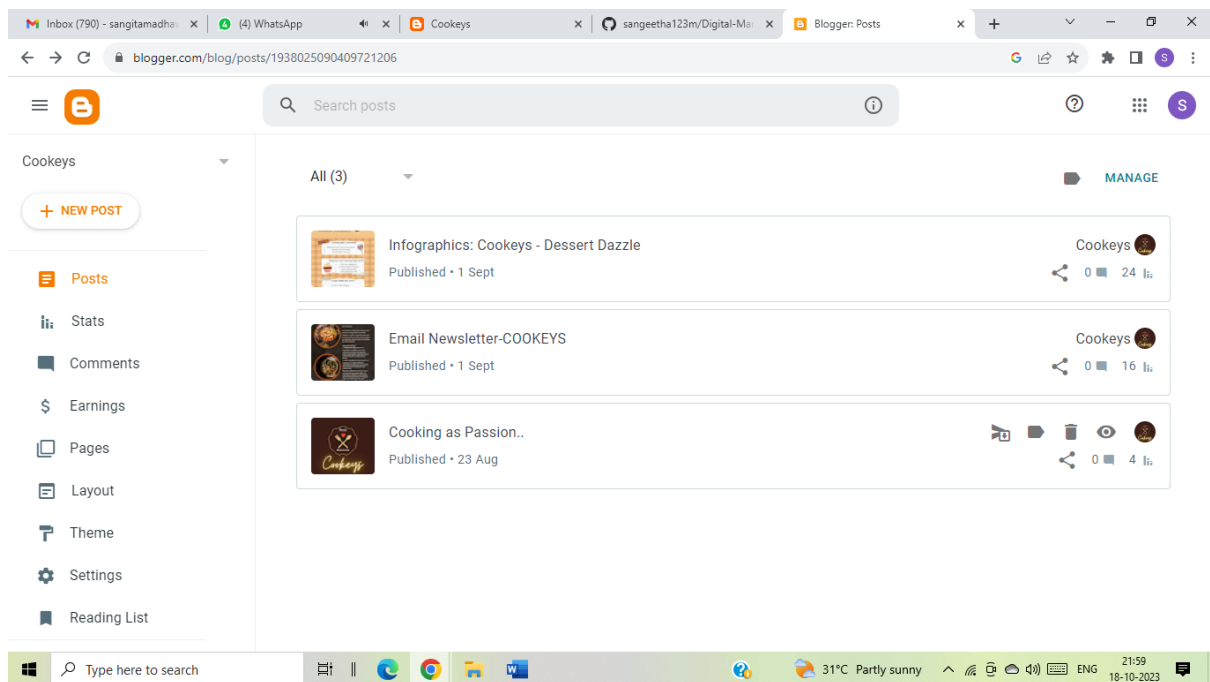 Inbox (790) - sangitamadha
(4) WhatsApp
Cookeys
sangeetha123m/Digital-Mar
Blogger: Posts
blogger.com/blog/posts/1938025090409721206
S
Search posts
S
Cookeys
All (3)
MANAGE
+ NEW POST
Infographics: Cookeys - Dessert Dazzle
Cookeys
Published • 1 Sept
0 24
Posts
Stats
Email Newsletter-COOKEYS
Cookeys
Published • 1 Sept
0 16
Comments
Earnings
Cooking as Passion..
Published • 23 Aug
0 4
Cookeys
Pages
Layout
Theme
Settings
Reading List
Type here to search
31°C Partly sunny
ENG
21:59
18-10-2023